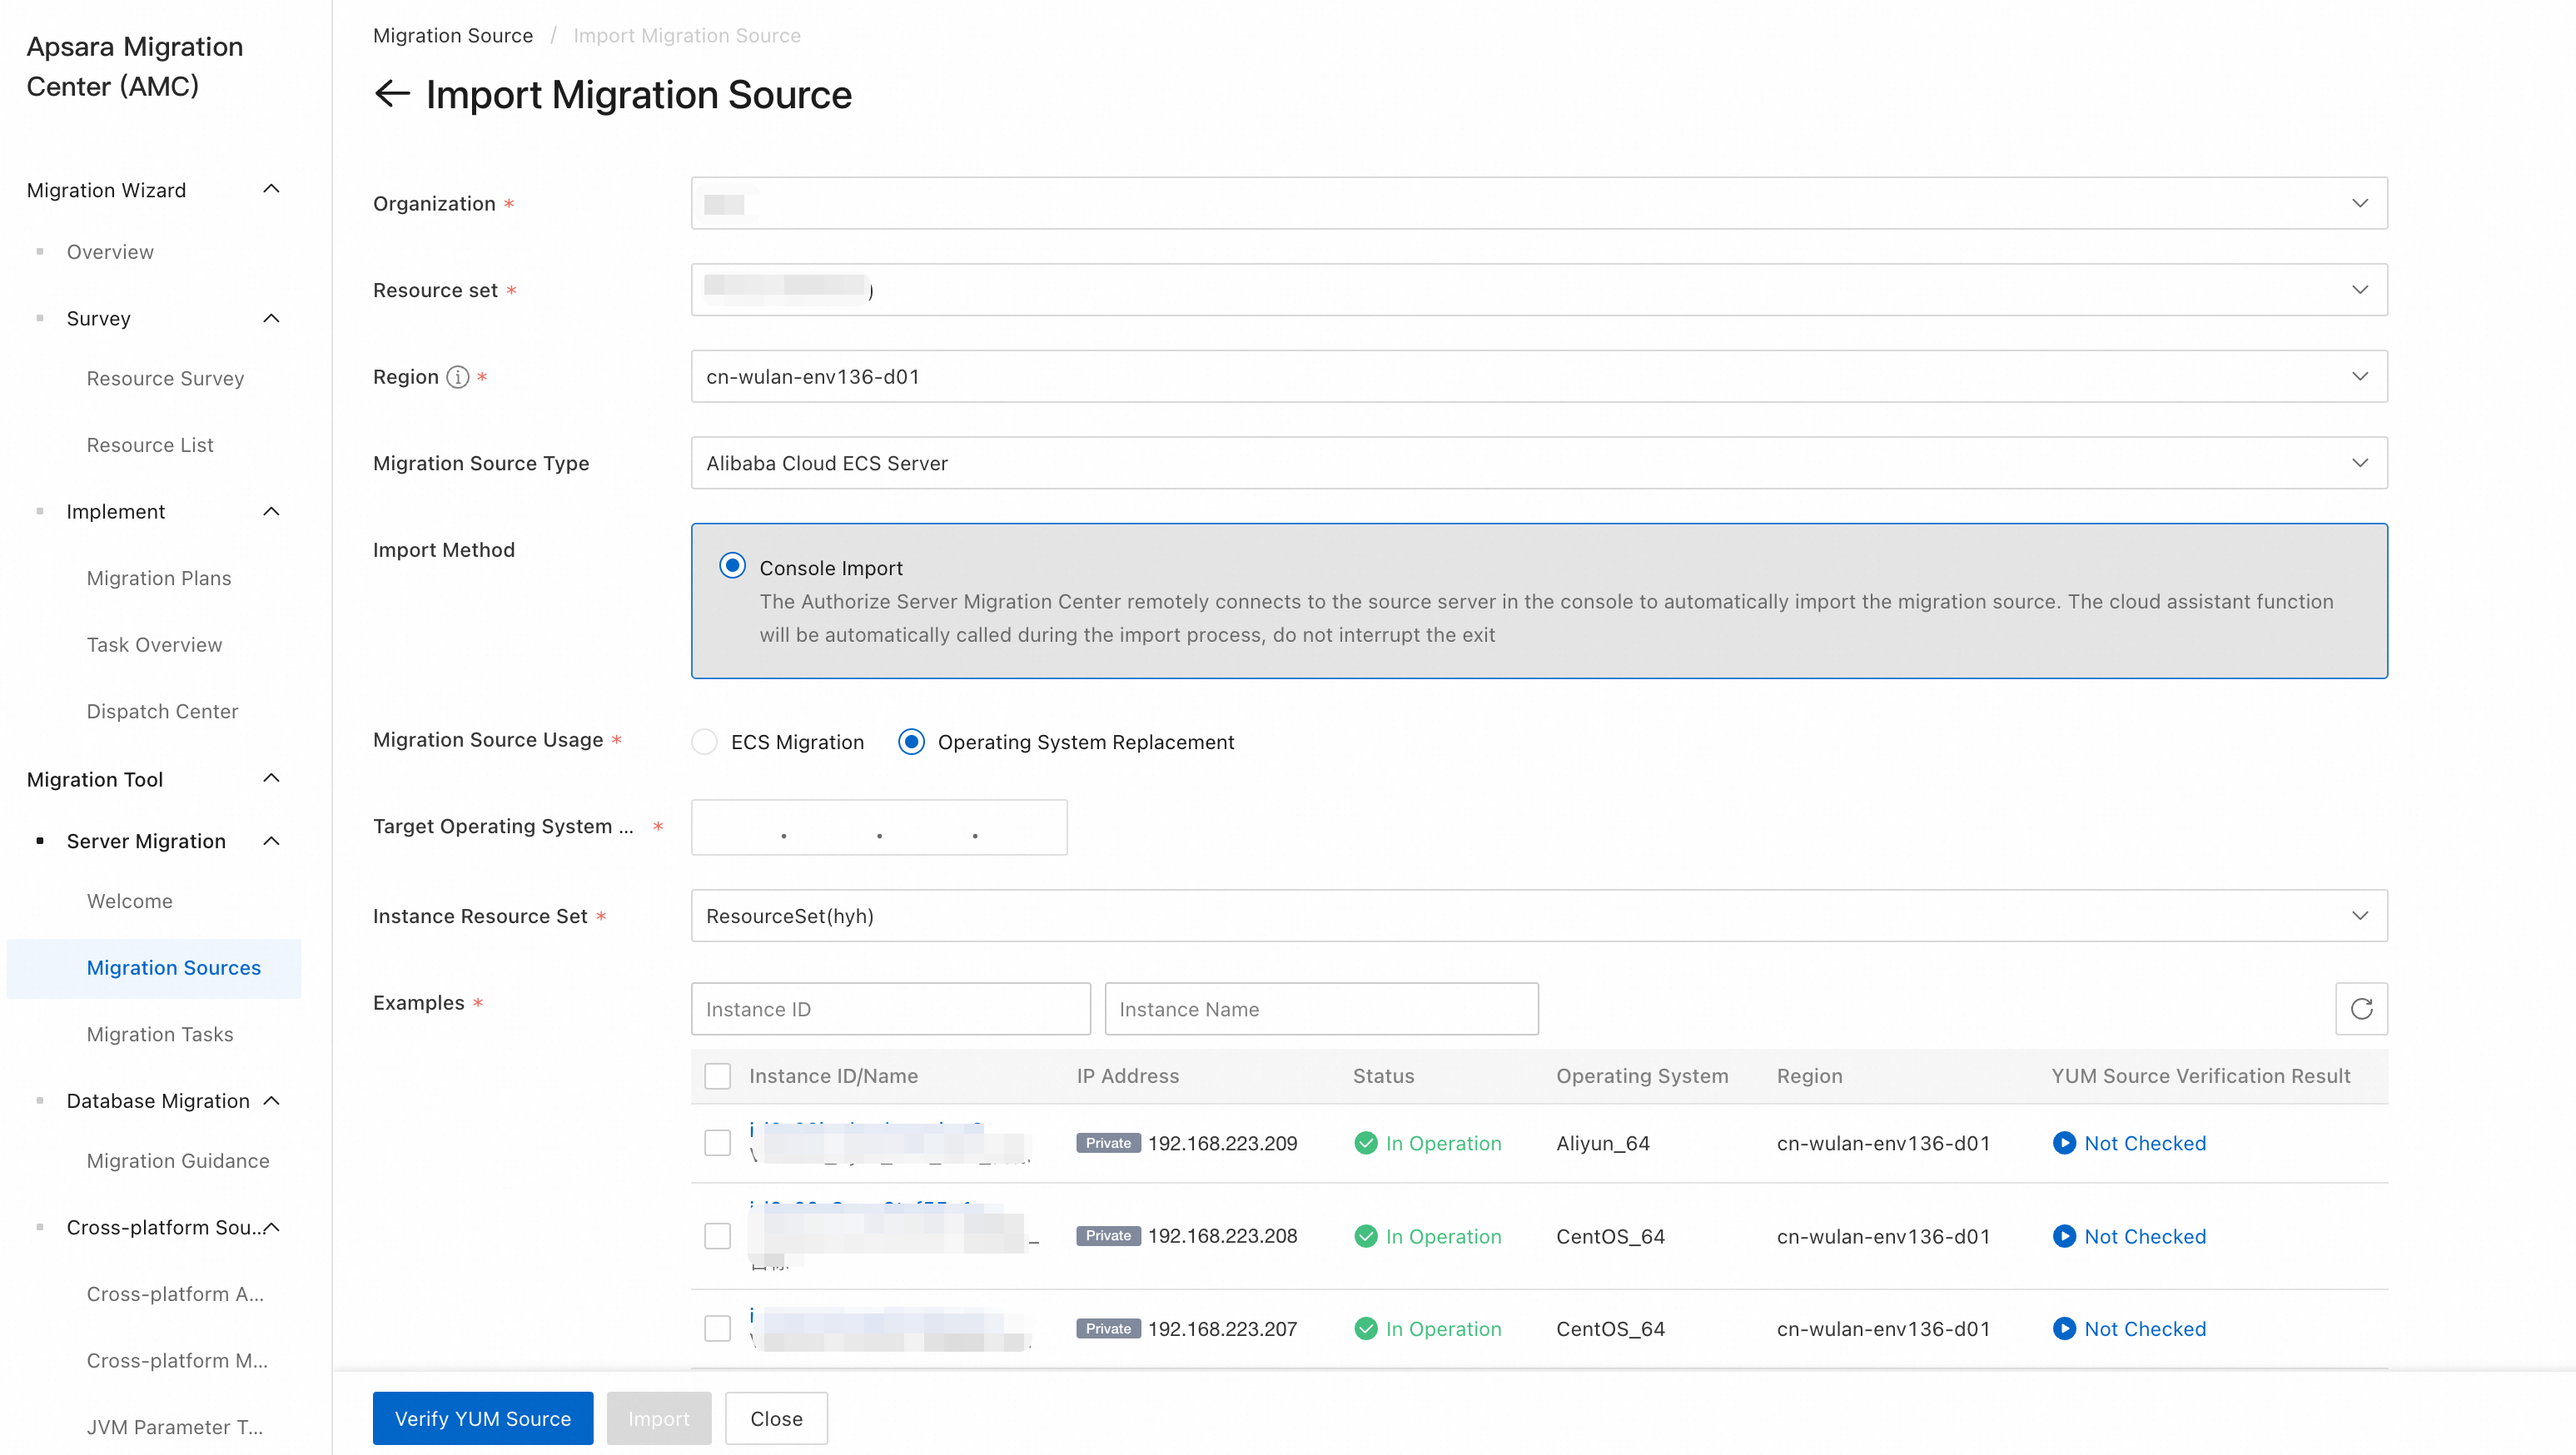 Apsara Migration
Center (AMC)
Migration Wizard
Overview
Survey
Resource Survey
Resource List
Implement
Migration Plans
Task Overview
Dispatch Center
Migration Tool
Server Migration
Welcome
Migration Sources
Migration Tasks
Database Migration
Migration Guidance
Cross-platform Sou...
Cross-platform A...
Cross-platform M...
JVM Parameter T...
Migration Source / Import Migration Source
Import Migration Source
Organization *
Resource set * )
Region * cn-wulan-env136-d01
Migration Source Type Alibaba Cloud ECS Server
Import Method
Console Import
The Authorize Server Migration Center remotely connects to the source server in the console to automatically import the migration source. The cloud assistant function
will be automatically called during the import process, do not interrupt the exit
Migration Source Usage * ECS Migration Operating System Replacement
Target Operating System ... * . . .
Instance Resource Set * ResourceSet(hyh)
Examples * Instance ID Instance Name
Instance ID/Name IP Address Status Operating System Region YUM Source Verification Result
Private 192.168.223.209 In Operation Aliyun_64 cn-wulan-env136-d01 Not Checked
Private 192.168.223.208 In Operation CentOS_64 cn-wulan-env136-d01 Not Checked
Private 192.168.223.207 In Operation CentOS_64 cn-wulan-env136-d01 Not Checked
Verify YUM Source Import Close